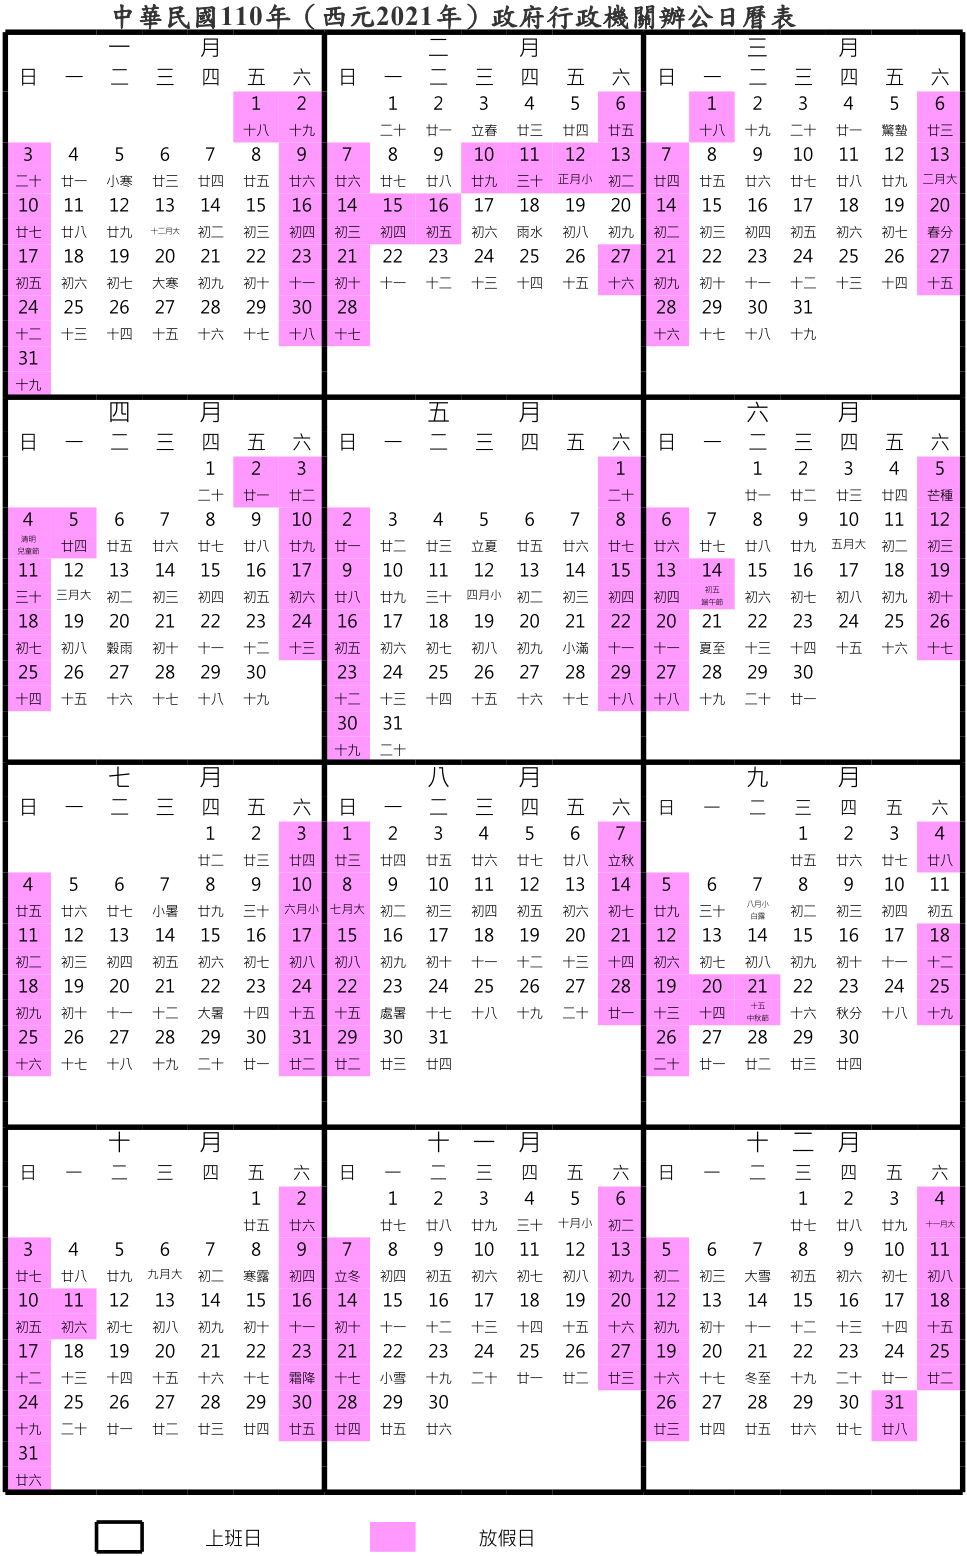 中華民國110年（西元2021年）政府行政機關辦公日曆表
一 月 二 月 三 月
日 一 二 三 四 五 六 日 一 二 三 四 五 六 日 一 二 三 四 五 六
1 2 1 2 3 4 5 6 1 2 3 4 5 6
十八 十九 二十 廿一 立春 廿三 廿四 廿五 十八 十九 二十 廿一 驚蟄 廿三
3 4 5 6 7 8 9 7 8 9 10 11 12 13 7 8 9 10 11 12 13
二十 廿一 小寒 廿三 廿四 廿五 廿六 廿六 廿七 廿八 廿九 三十 正月小 初二 廿四 廿五 廿六 廿七 廿八 廿九 二月大
10 11 12 13 14 15 16 14 15 16 17 18 19 20 14 15 16 17 18 19 20
廿七 廿八 廿九 十二月大 初二 初三 初四 初三 初四 初五 初六 雨水 初八 初九 初二 初三 初四 初五 初六 初七 春分
17 18 19 20 21 22 23 21 22 23 24 25 26 27 21 22 23 24 25 26 27
初五 初六 初七 大寒 初九 初十 十一 初十 十一 十二 十三 十四 十五 十六 初九 初十 十一 十二 十三 十四 十五
24 25 26 27 28 29 30 28 28 29 30 31
十二 十三 十四 十五 十六 十七 十八 十七 十六 十七 十八 十九
31
十九
四 月 五 月 六 月
日 一 二 三 四 五 六 日 一 二 三 四 五 六 日 一 二 三 四 五 六
1 2 3 1 1 2 3 4 5
二十 廿一 廿二 二十 廿一 廿二 廿三 廿四 芒種
4 5 6 7 8 9 10 2 3 4 5 6 7 8 6 7 8 9 10 11 12
清明 兒童節 廿四 廿五 廿六 廿七 廿八 廿九 廿一 廿二 廿三 立夏 廿五 廿六 廿七 廿六 廿七 廿八 廿九 五月大 初二 初三
11 12 13 14 15 16 17 9 10 11 12 13 14 15 13 14 15 16 17 18 19
三十 三月大 初二 初三 初四 初五 初六 廿八 廿九 三十 四月小 初二 初三 初四 初四 初五 端午節 初六 初七 初八 初九 初十
18 19 20 21 22 23 24 16 17 18 19 20 21 22 20 21 22 23 24 25 26
初七 初八 穀雨 初十 十一 十二 十三 初五 初六 初七 初八 初九 小滿 十一 十一 夏至 十三 十四 十五 十六 十七
25 26 27 28 29 30 23 24 25 26 27 28 29 27 28 29 30
十四 十五 十六 十七 十八 十九 十二 十三 十四 十五 十六 十七 十八 十八 十九 二十 廿一
30 31
十九 二十
七 月 八 月 九 月
日 一 二 三 四 五 六 日 一 二 三 四 五 六 日 一 二 三 四 五 六
1 2 3 1 2 3 4 5 6 7 1 2 3 4
廿二 廿三 廿四 廿三 廿四 廿五 廿六 廿七 廿八 立秋 廿五 廿六 廿七 廿八
4 5 6 7 8 9 10 8 9 10 11 12 13 14 5 6 7 8 9 10 11
廿五 廿六 廿七 小暑 廿九 三十 六月小 七月大 初二 初三 初四 初五 初六 初七 廿九 三十 八月小 白露 初二 初三 初四 初五
11 12 13 14 15 16 17 15 16 17 18 19 20 21 12 13 14 15 16 17 18
初二 初三 初四 初五 初六 初七 初八 初八 初九 初十 十一 十二 十三 十四 初六 初七 初八 初九 初十 十一 十二
18 19 20 21 22 23 24 22 23 24 25 26 27 28 19 20 21 22 23 24 25
初九 初十 十一 十二 大暑 十四 十五 十五 處暑 十七 十八 十九 二十 廿一 十三 十四 十五 中秋節 十六 秋分 十八 十九
25 26 27 28 29 30 31 29 30 31 26 27 28 29 30
十六 十七 十八 十九 二十 廿一 廿二 廿二 廿三 廿四 二十 廿一 廿二 廿三 廿四
十 月 十 一 月 十 二 月
日 一 二 三 四 五 六 日 一 二 三 四 五 六 日 一 二 三 四 五 六
1 2 1 2 3 4 5 6 1 2 3 4
廿五 廿六 廿七 廿八 廿九 三十 十月小 初二 廿七 廿八 廿九 十一月大
3 4 5 6 7 8 9 7 8 9 10 11 12 13 5 6 7 8 9 10 11
廿七 廿八 廿九 九月大 初二 寒露 初四 立冬 初四 初五 初六 初七 初八 初九 初二 初三 大雪 初五 初六 初七 初八
10 11 12 13 14 15 16 14 15 16 17 18 19 20 12 13 14 15 16 17 18
初五 初六 初七 初八 初九 初十 十一 初十 十一 十二 十三 十四 十五 十六 初九 初十 十一 十二 十三 十四 十五
17 18 19 20 21 22 23 21 22 23 24 25 26 27 19 20 21 22 23 24 25
十二 十三 十四 十五 十六 十七 霜降 十七 小雪 十九 二十 廿一 廿二 廿三 十六 十七 冬至 十九 二十 廿一 廿二
24 25 26 27 28 29 30 28 29 30 26 27 28 29 30 31
十九 二十 廿一 廿二 廿三 廿四 廿五 廿四 廿五 廿六 廿三 廿四 廿五 廿六 廿七 廿八
31
廿六
上班日 放假日